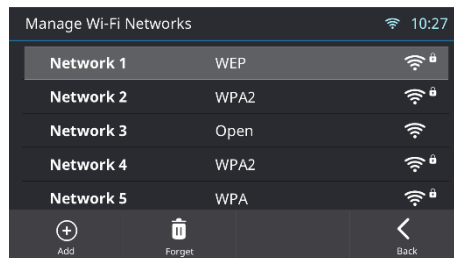 Manage Wi-Fi Networks 10:27
Network 1 WEP
Network 2 WPA2
Network 3 Open
Network 4 WPA2
Network 5 WPA
Add Forget Back